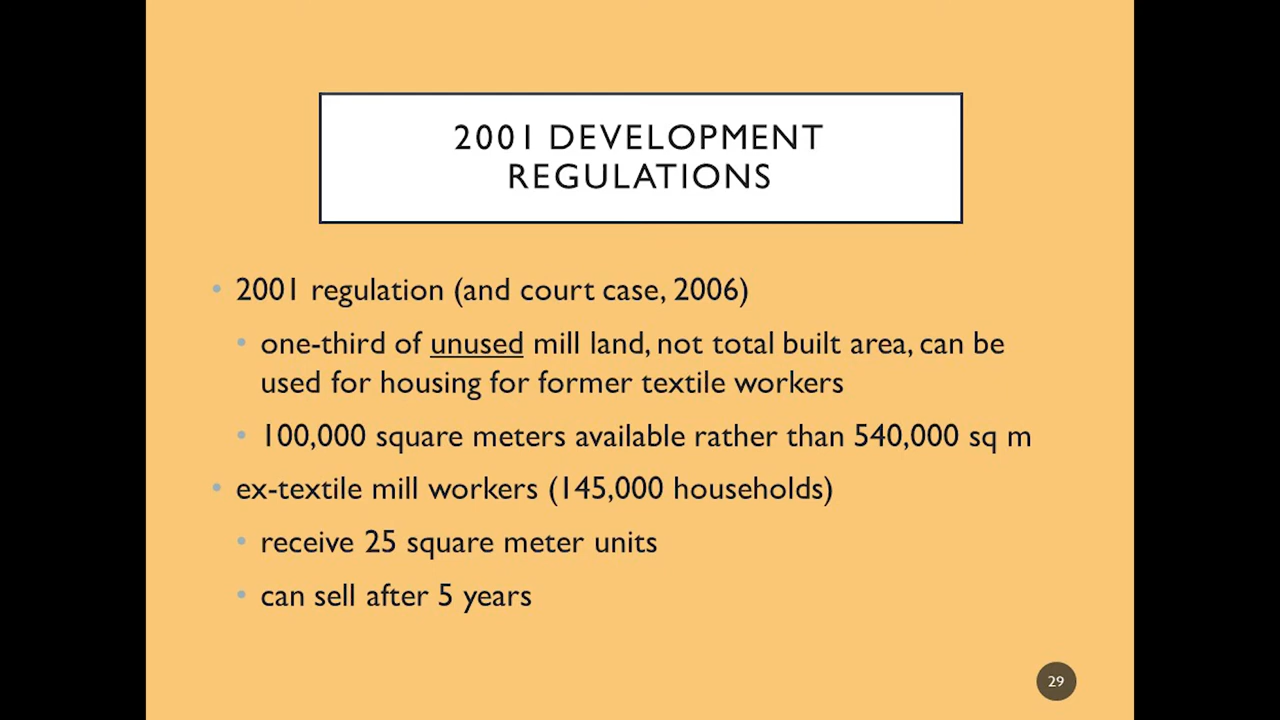 2001 DEVELOPMENT
REGULATIONS
• 2001 regulation (and court case, 2006)
• one-third of unused mill land, not total built area, can be
used for housing for former textile workers
• 100,000 square meters available rather than 540,000 sq m
• ex-textile mill workers (145,000 households)
• receive 25 square meter units
• can sell after 5 years
29